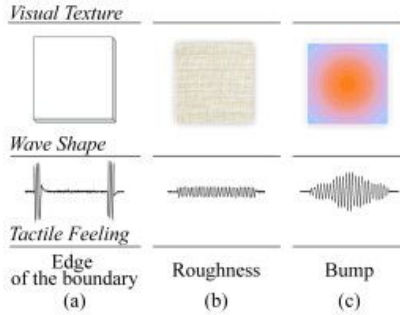 Visual Texture
Wave Shape
Tactile Feeling
Edge
of the boundary
Roughness
Bump
(a)
(b)
(c)